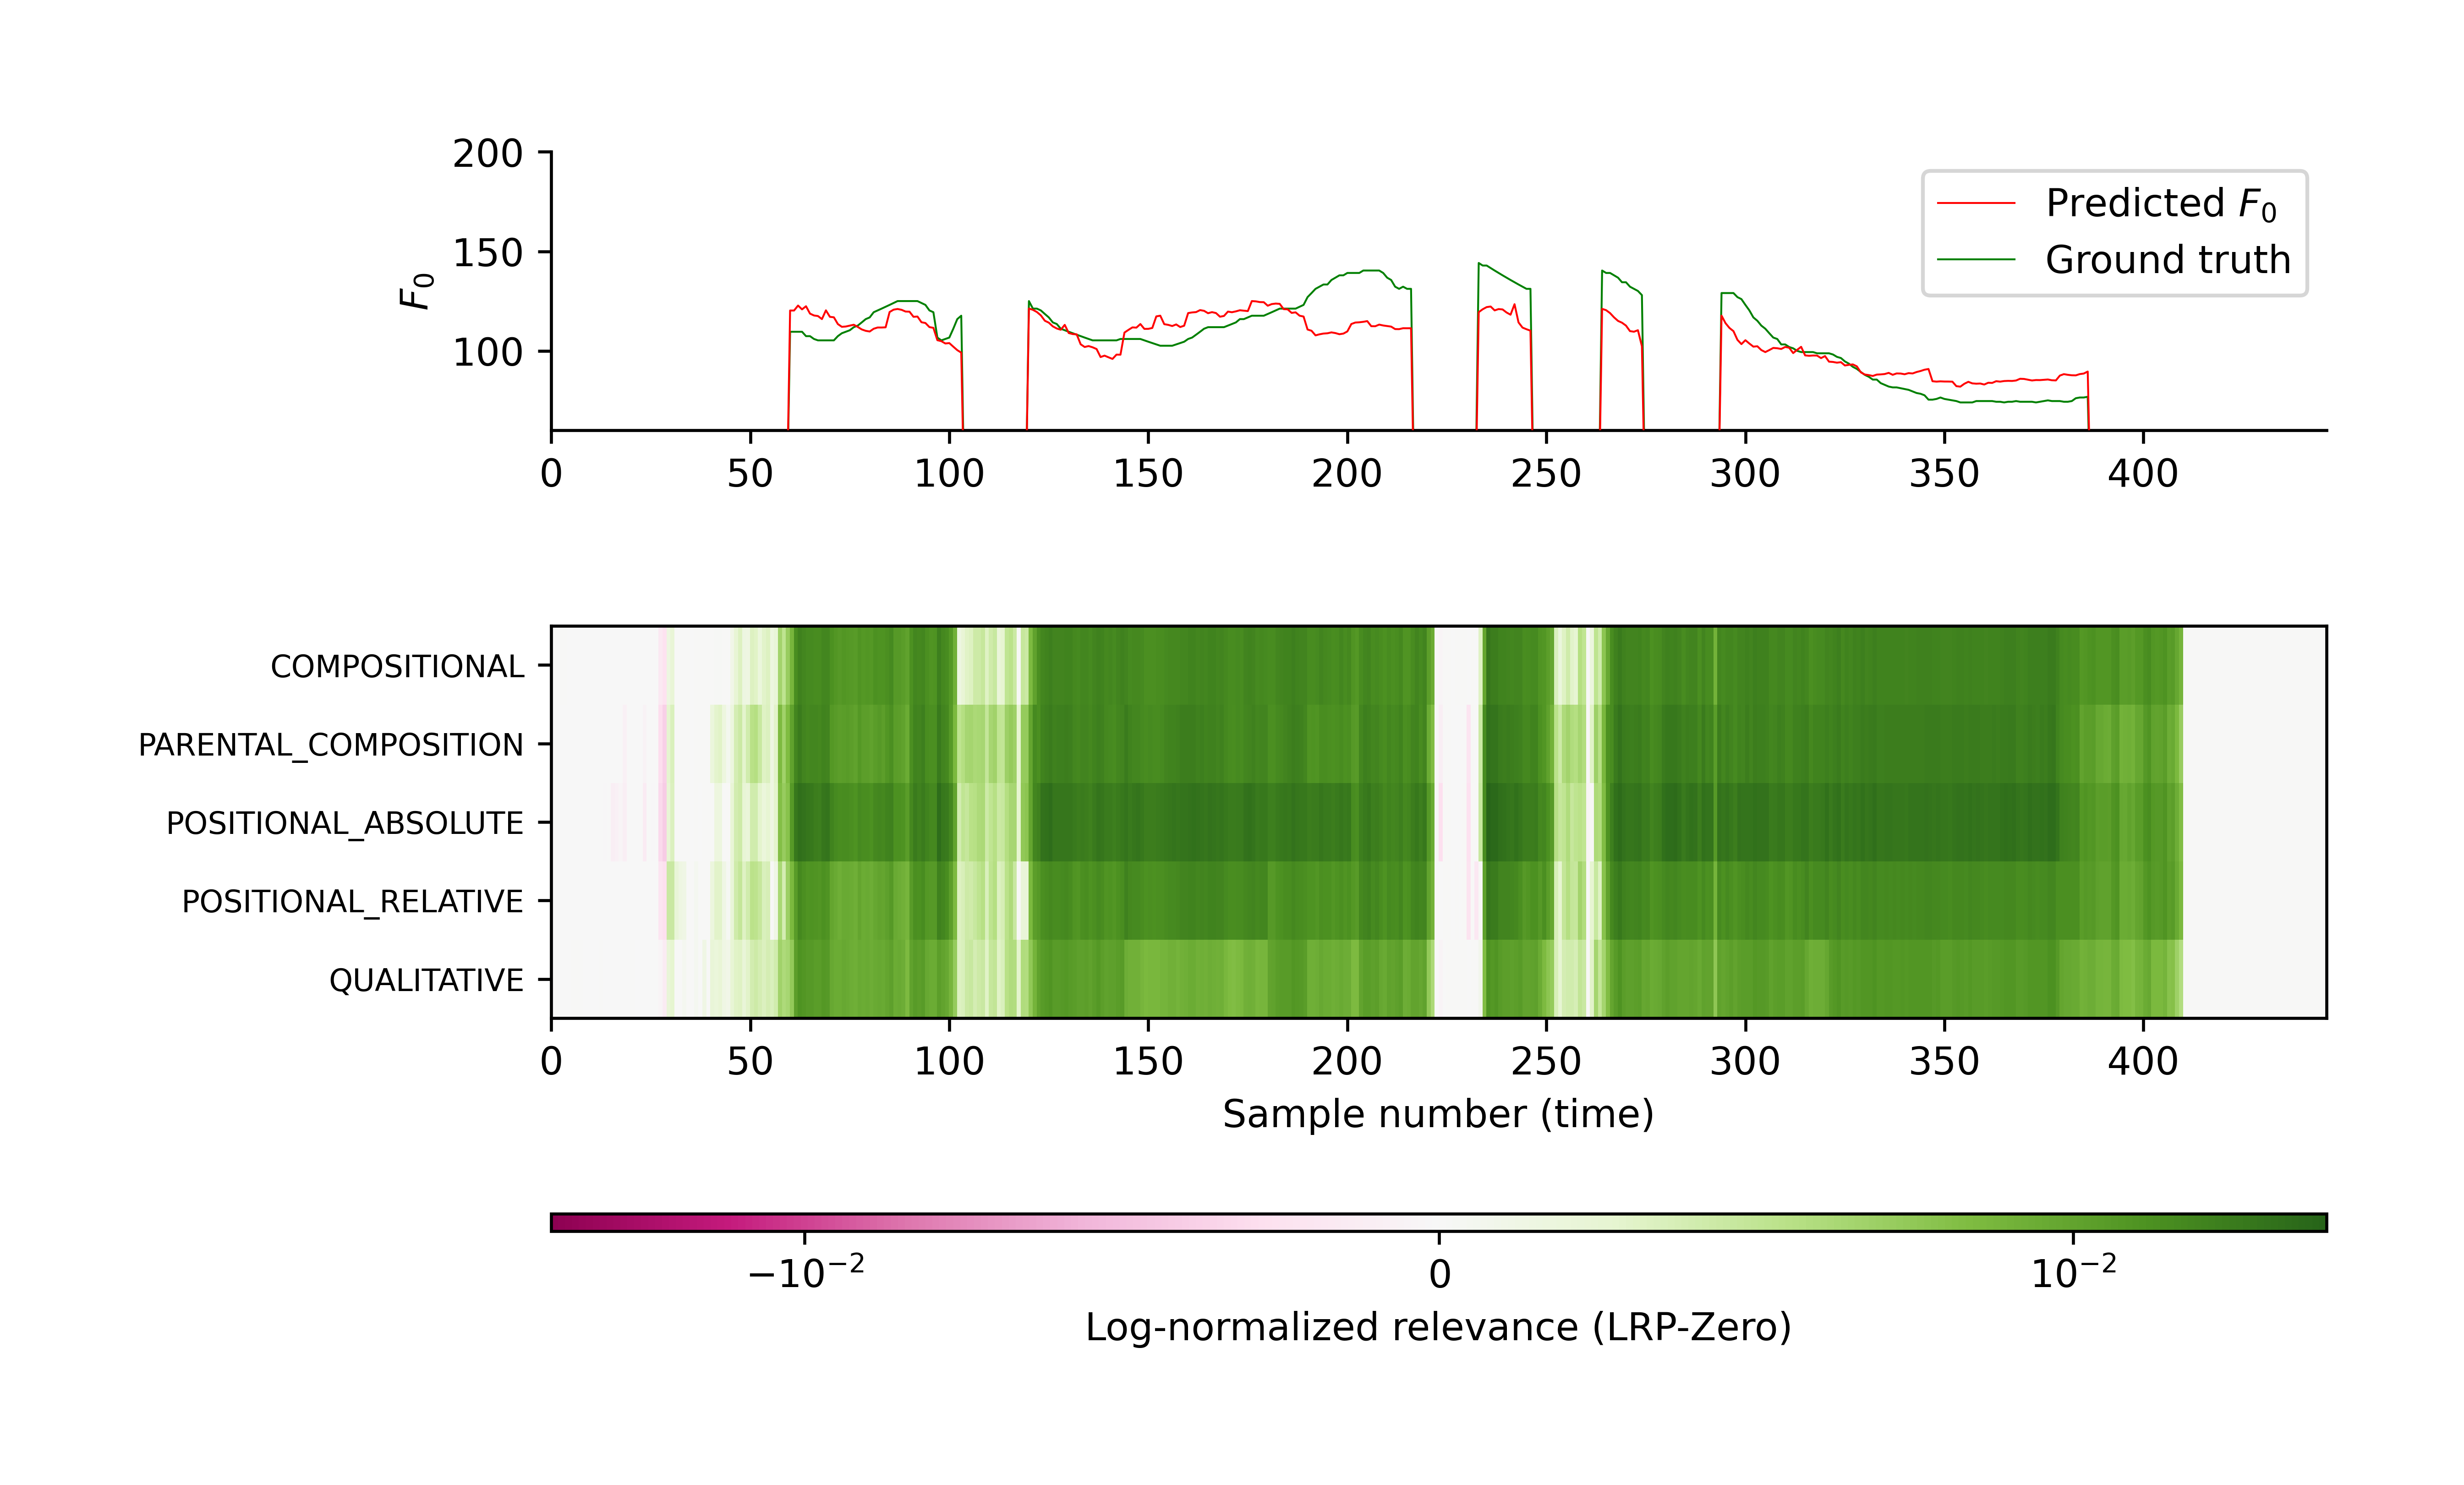 200
150
100
F₀
Predicted F₀
Ground truth
0 50 100 150 200 250 300 350 400
COMPOSITIONAL
PARENTAL_COMPOSITION
POSITIONAL_ABSOLUTE
POSITIONAL_RELATIVE
QUALITATIVE
0 50 100 150 200 250 300 350 400
Sample number (time)
−10⁻² 0 10⁻²
Log-normalized relevance (LRP-Zero)